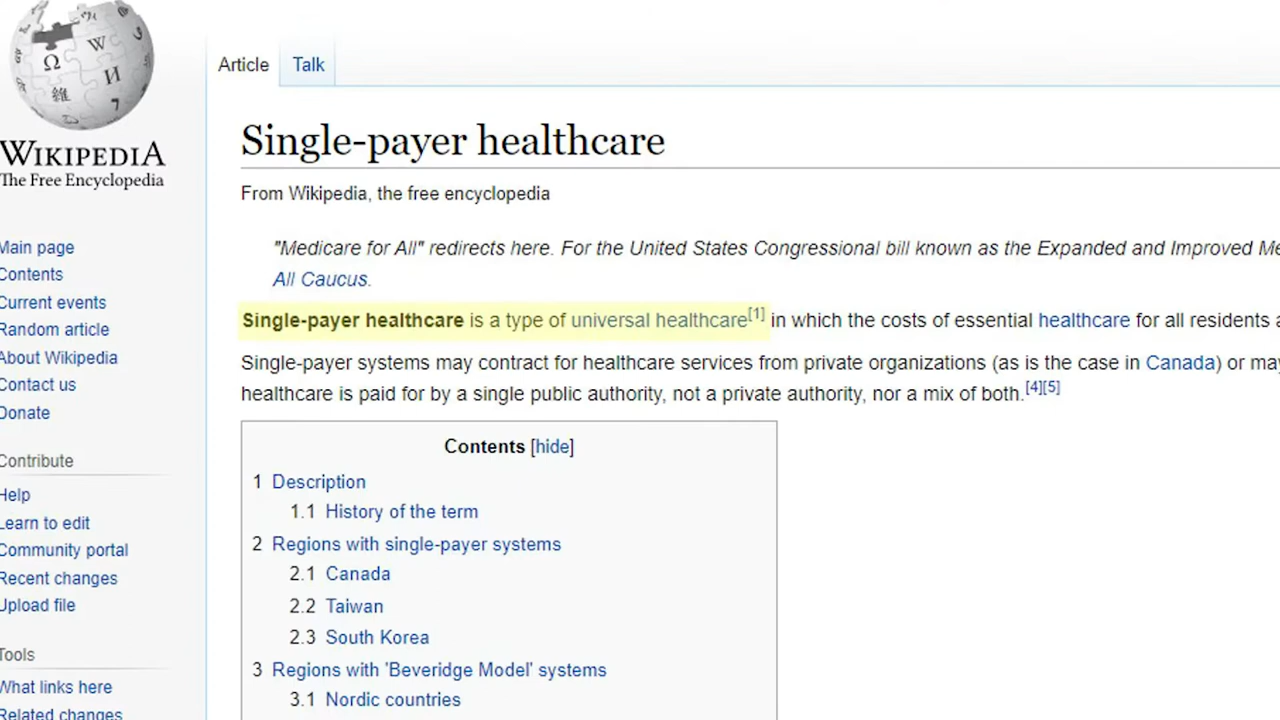 Article Talk
WIKIPEDIA
The Free Encyclopedia
Main page
Contents
Current events
Random article
About Wikipedia
Contact us
Donate
Contribute
Help
Learn to edit
Community portal
Recent changes
Upload file
Tools
What links here
Related changes
Single-payer healthcare
From Wikipedia, the free encyclopedia
"Medicare for All" redirects here. For the United States Congressional bill known as the Expanded and Improved
All Caucus.
Single-payer healthcare is a type of universal healthcare[1] in which the costs of essential healthcare for all residents
Single-payer systems may contract for healthcare services from private organizations (as is the case in Canada) or may
healthcare is paid for by a single public authority, not a private authority, nor a mix of both.[4][5]
Contents [hide]
1 Description
1.1 History of the term
2 Regions with single-payer systems
2.1 Canada
2.2 Taiwan
2.3 South Korea
3 Regions with 'Beveridge Model' systems
3.1 Nordic countries